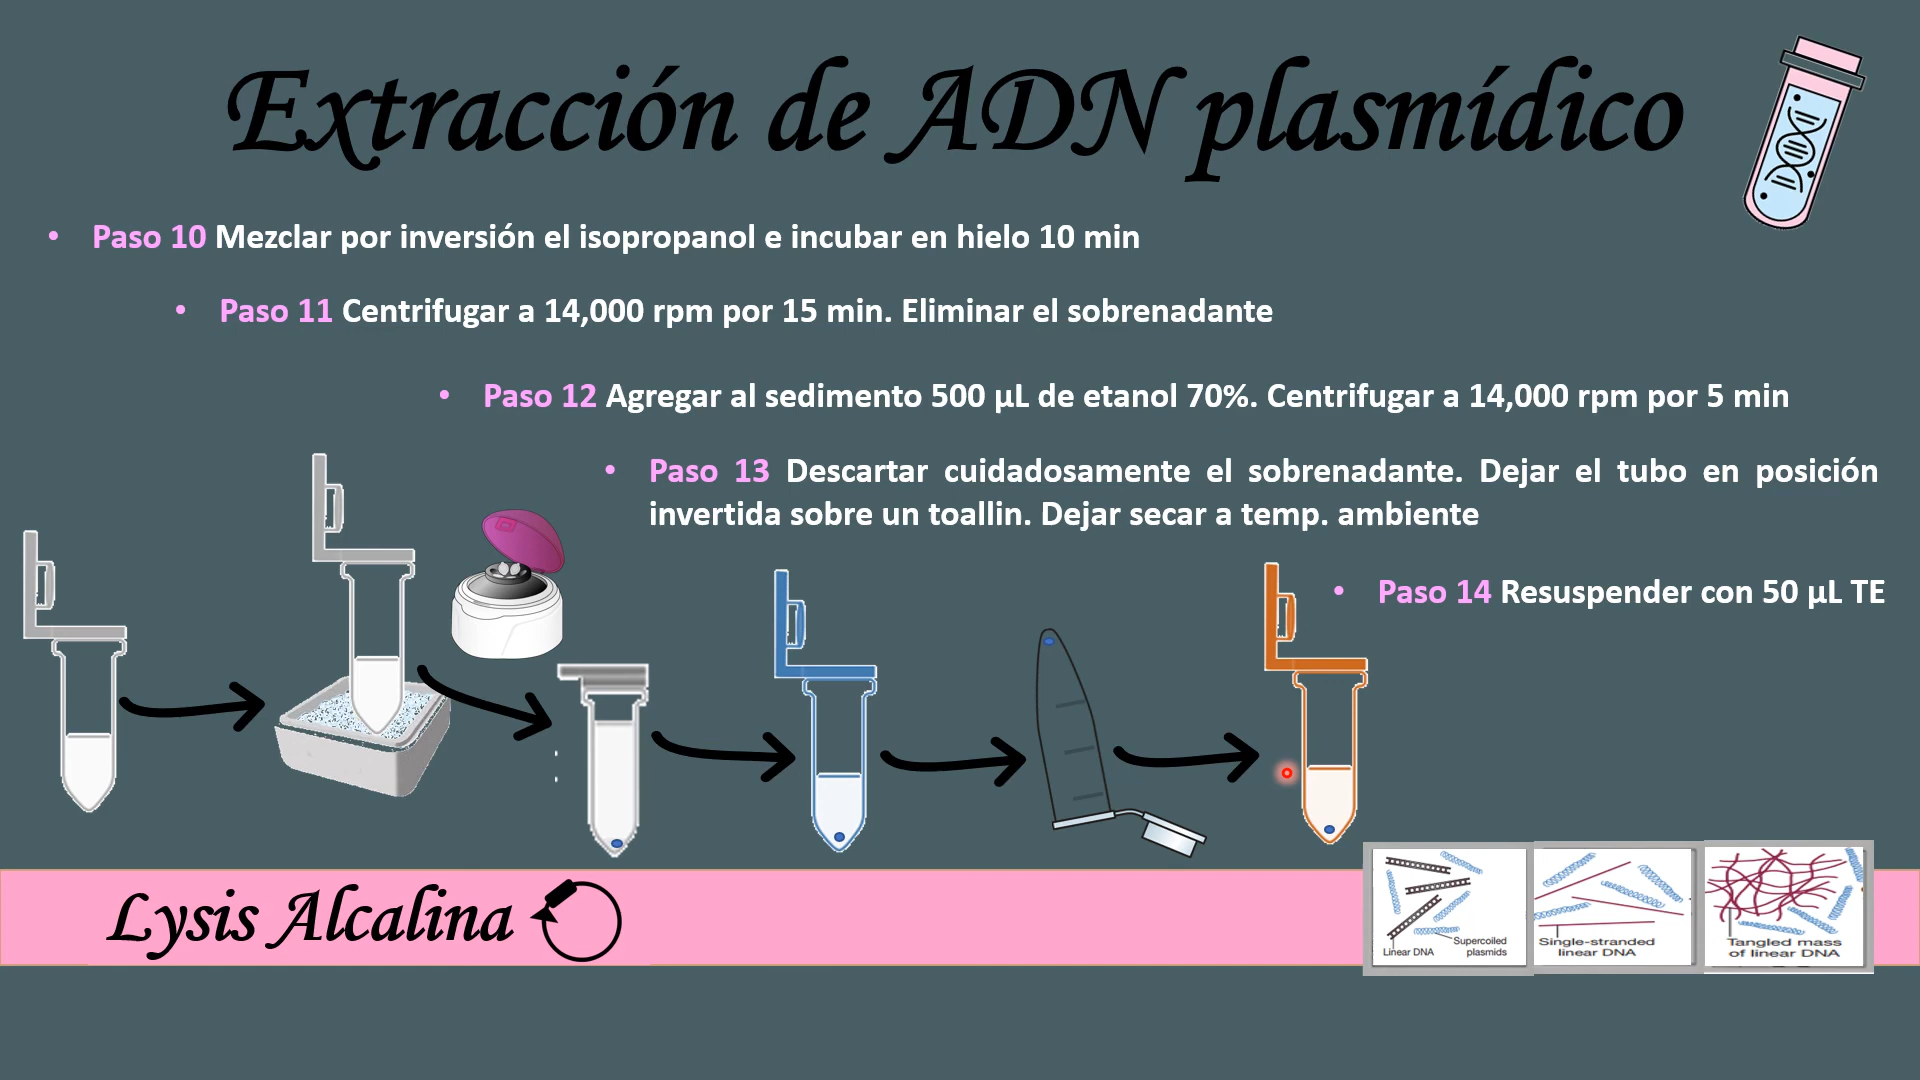 Extracción de ADN plasmídico
• Paso 10 Mezclar por inversión el isopropanol e incubar en hielo 10 min
• Paso 11 Centrifugar a 14,000 rpm por 15 min. Eliminar el sobrenadante
• Paso 12 Agregar al sedimento 500 µL de etanol 70%. Centrifugar a 14,000 rpm por 5 min
• Paso 13 Descartar cuidadosamente el sobrenadante. Dejar el tubo en posición
invertida sobre un toallin. Dejar secar a temp. ambiente
• Paso 14 Resuspender con 50 µL TE
Lysis Alcalina
Linear DNA
Supercoiled
plasmids
Single-stranded
linear DNA
Tangled mass
of linear DNA